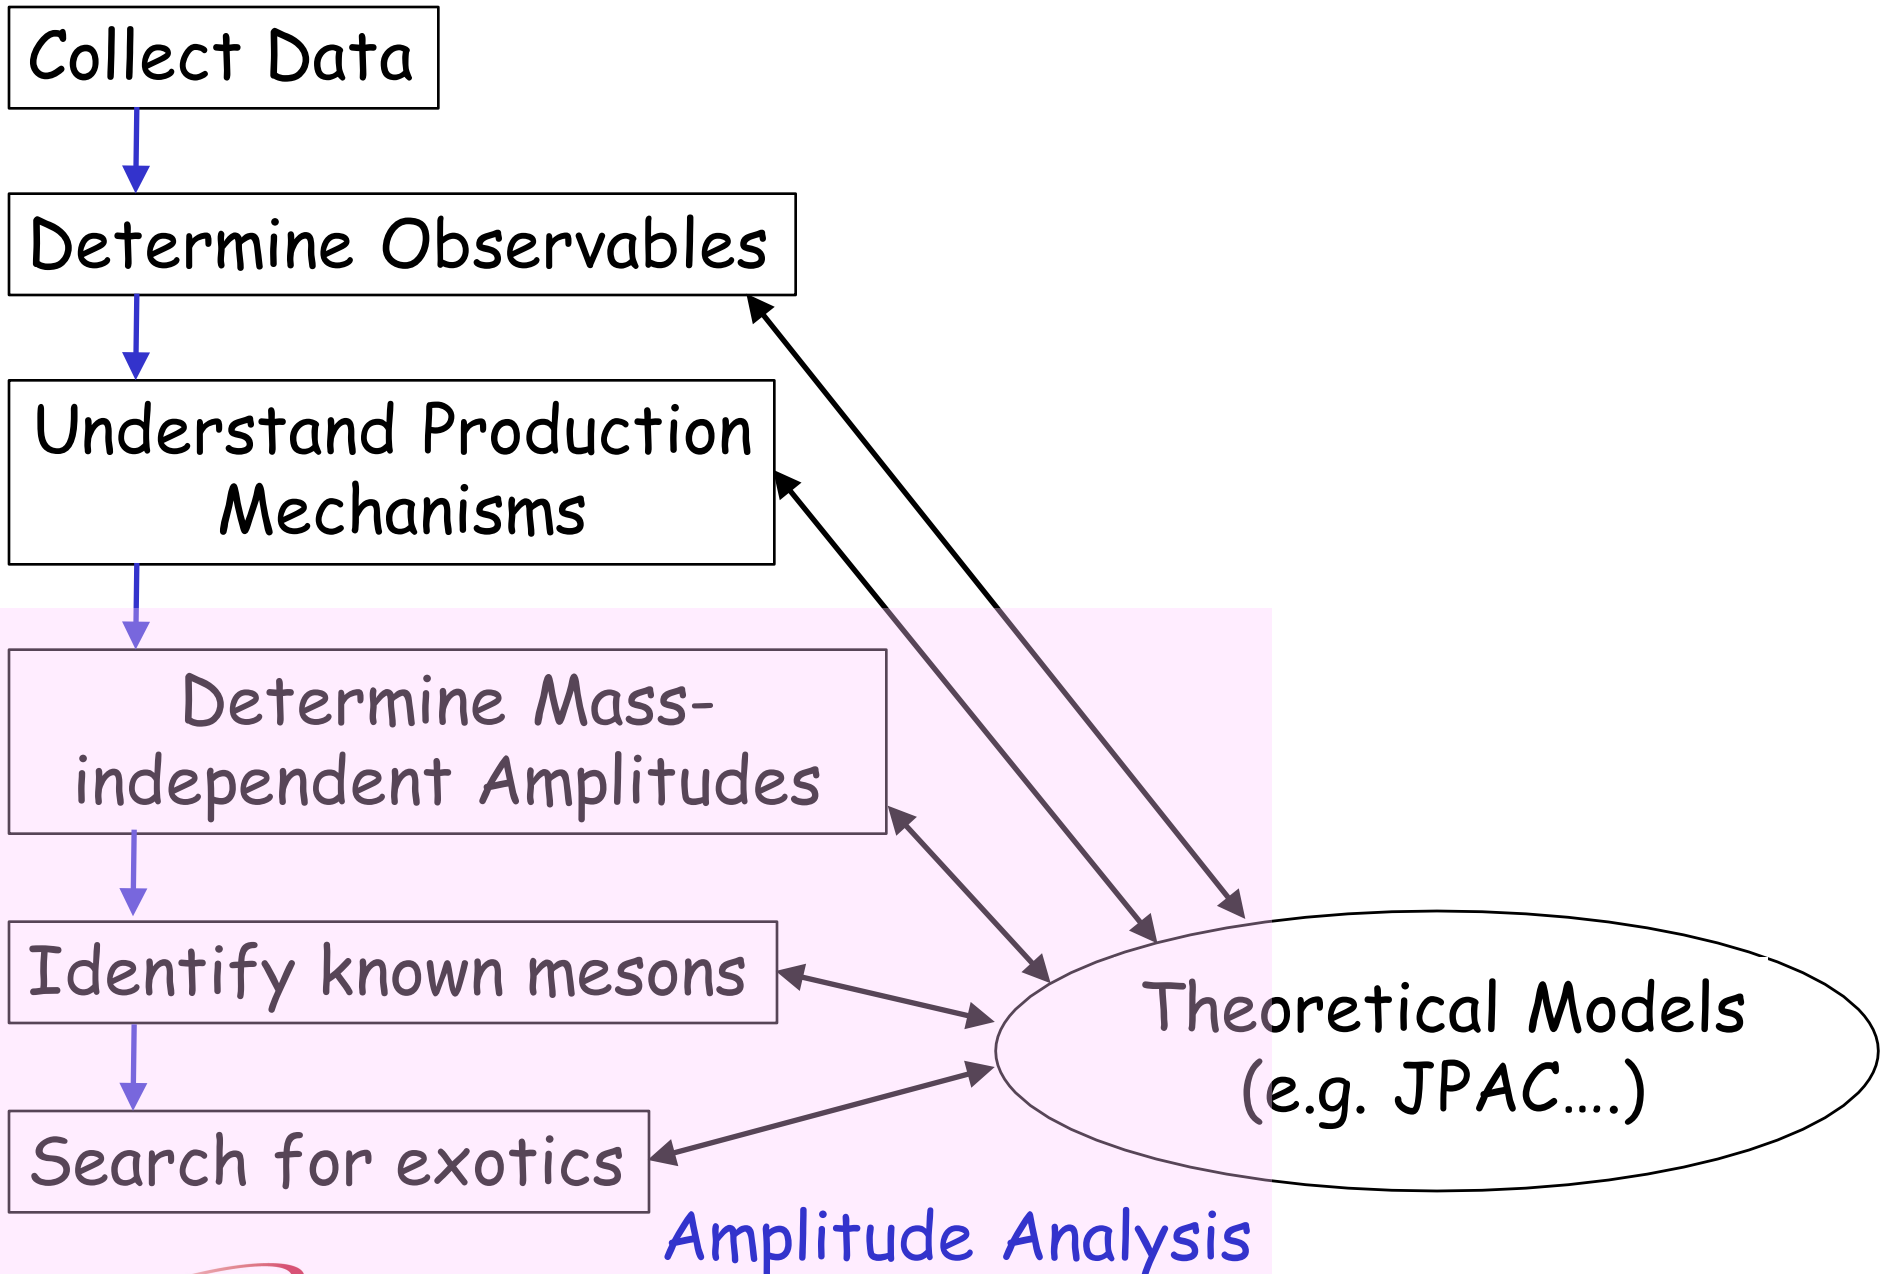 Collect Data
Determine Observables
Understand Production
Mechanisms
Determine Mass-
independent Amplitudes
Identify known mesons
Search for exotics
Theoretical Models
(e.g. JPAC....)
Amplitude Analysis